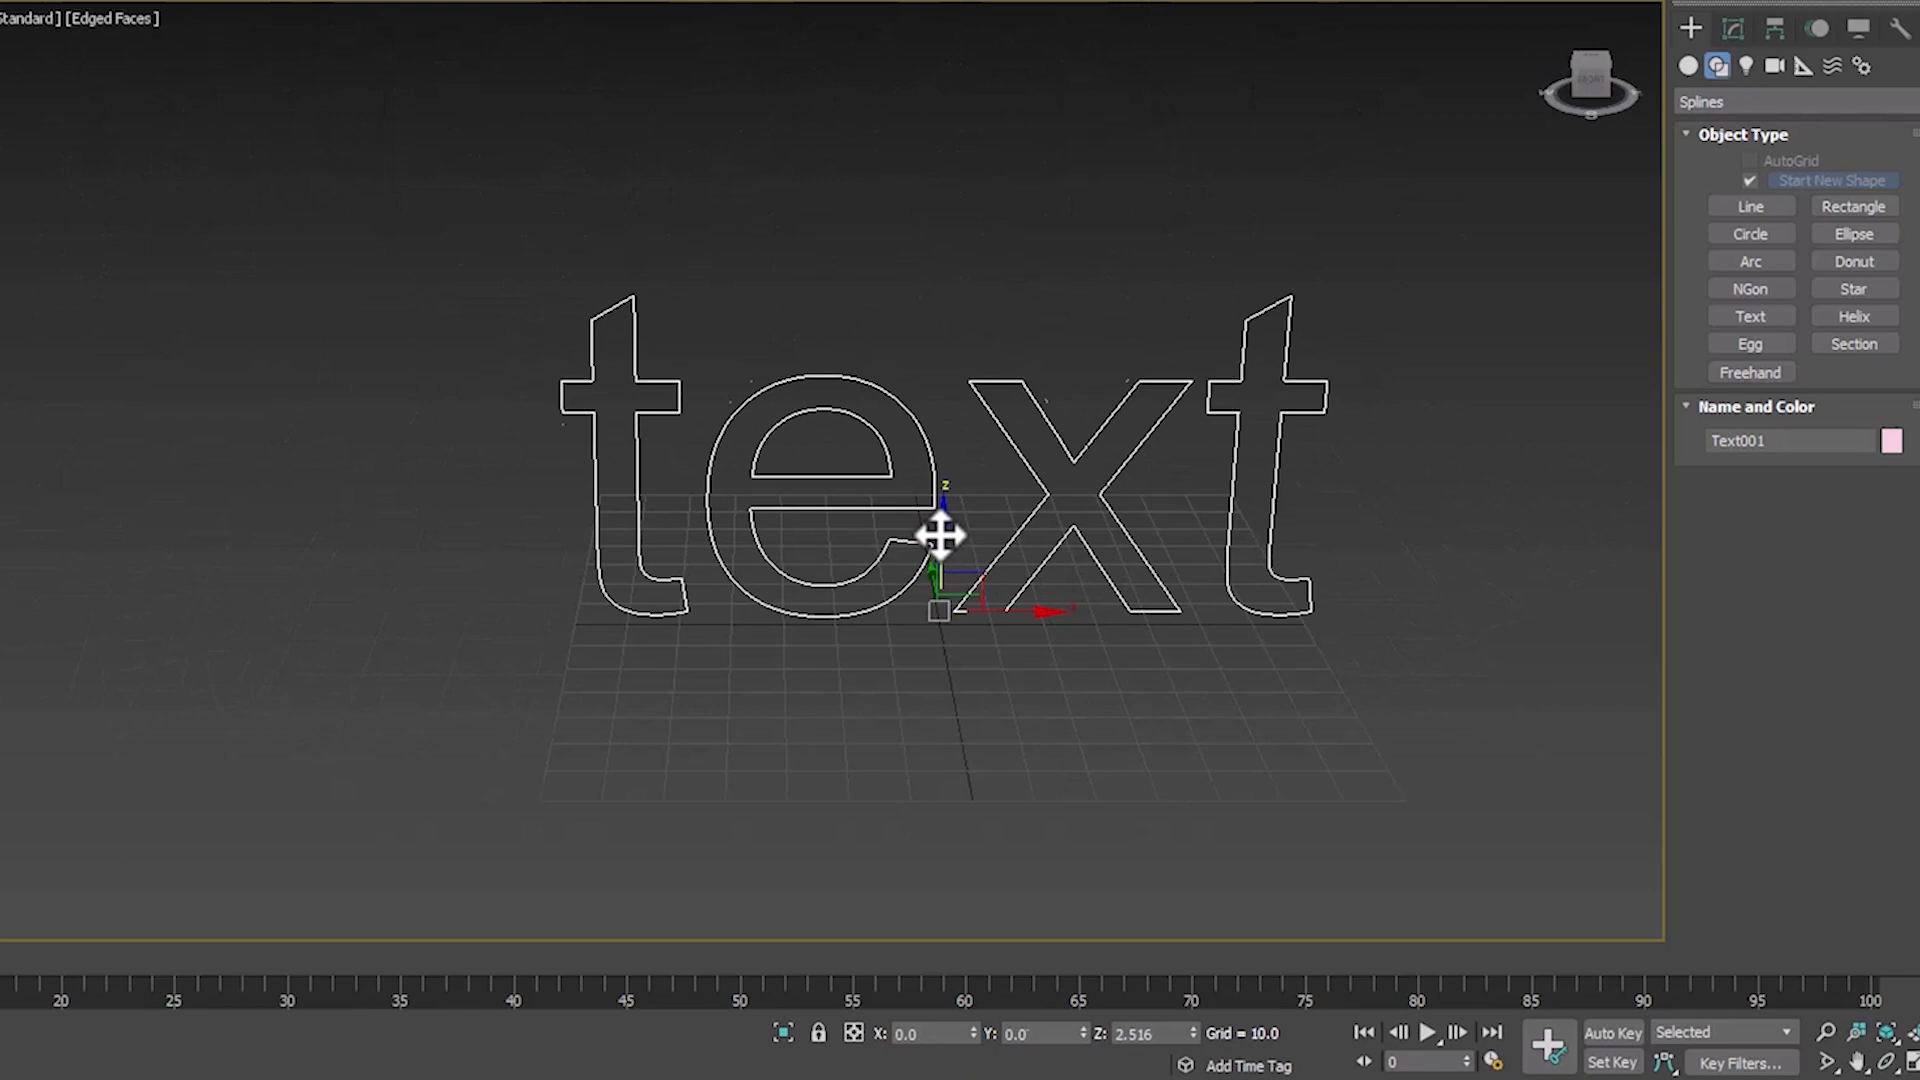 Standard ] [Edged Faces ]
FRONT
Splines
Object Type
AutoGrid
Start New Shape
Line Rectangle
Circle Ellipse
Arc Donut
NGon Star
Text Helix
Egg Section
Freehand
Name and Color
Text001
text
z
20 25 30 35 40 45 50 55 60 65 70 75 80 85 90 95 100
X: 0.0 Y: 0.0 Z: 2.516 Grid = 10.0 Auto Key Selected
Add Time Tag 0 Set Key Key Filters...